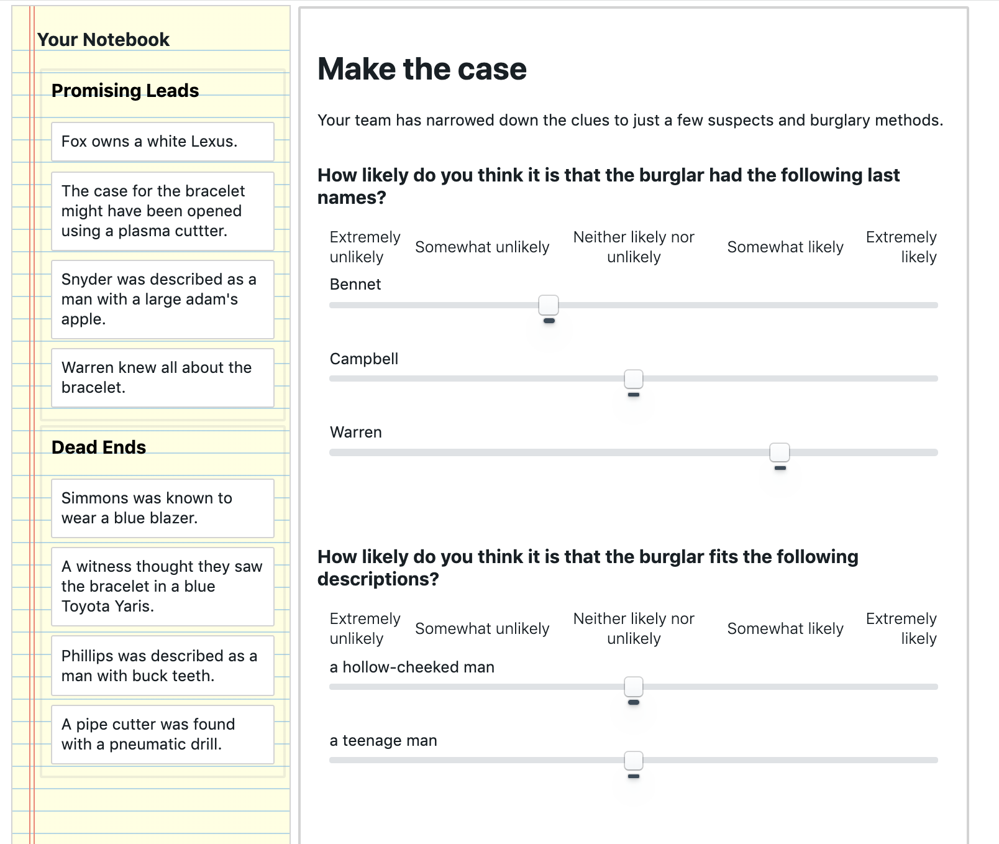 Your Notebook
Promising Leads
Fox owns a white Lexus.
The case for the bracelet
might have been opened
using a plasma cuttter.
Snyder was described as a
man with a large adam's
apple.
Warren knew all about the
bracelet.
Dead Ends
Simmons was known to
wear a blue blazer.
A witness thought they saw
the bracelet in a blue
Toyota Yaris.
Phillips was described as a
man with buck teeth.
A pipe cutter was found
with a pneumatic drill.
Make the case
Your team has narrowed down the clues to just a few suspects and burglary methods.
How likely do you think it is that the burglar had the following last
names?
Extremely
unlikely
Somewhat unlikely
Neither likely nor
unlikely
Somewhat likely
Extremely
likely
Bennet
Campbell
Warren
How likely do you think it is that the burglar fits the following
descriptions?
Extremely
unlikely
Somewhat unlikely
Neither likely nor
unlikely
Somewhat likely
Extremely
likely
a hollow-cheeked man
a teenage man